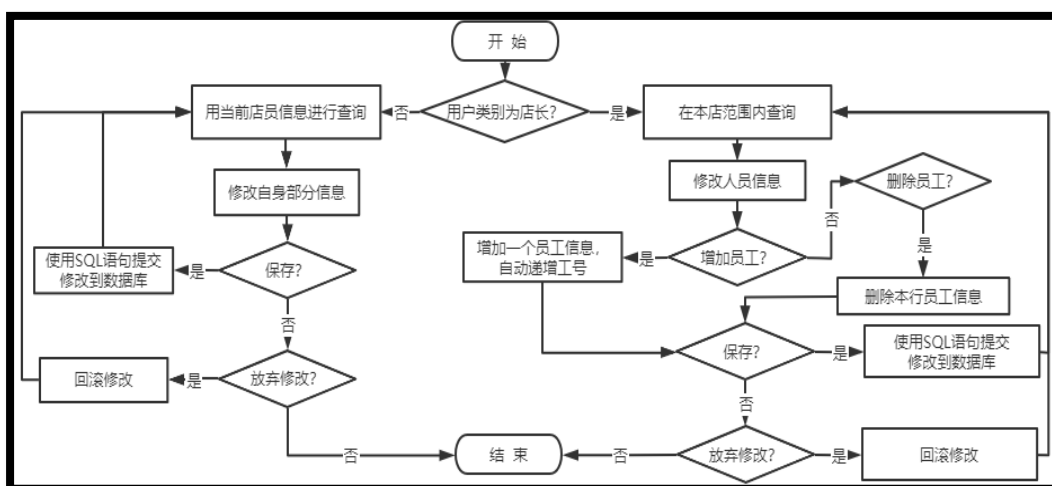 开 始
用当前店员信息进行查询
否
用户类别为店长?
是
在本店范围内查询
修改自身部分信息
修改人员信息
删除员工?
否
是
使用SQL语句提交
修改到数据库
是
保存?
增加一个员工信息,
自动递增工号
是
增加员工?
删除本行员工信息
否
保存?
是
使用SQL语句提交
修改到数据库
回滚修改
是
放弃修改?
否
否
结 束
否
放弃修改?
是
回滚修改